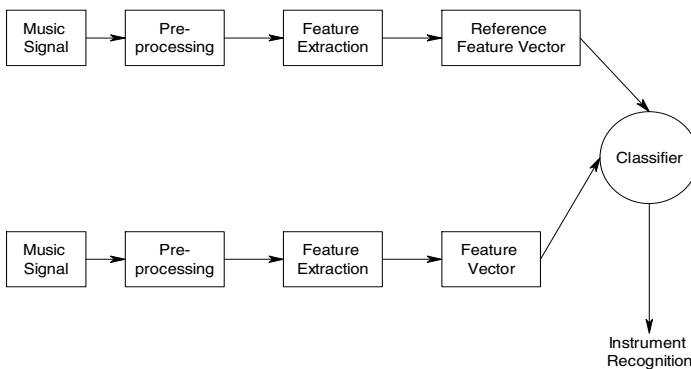 Music
Signal
Pre-
processing
Feature
Extraction
Reference
Feature Vector
Classifier
Music
Signal
Pre-
processing
Feature
Extraction
Feature
Vector
Instrument
Recognition